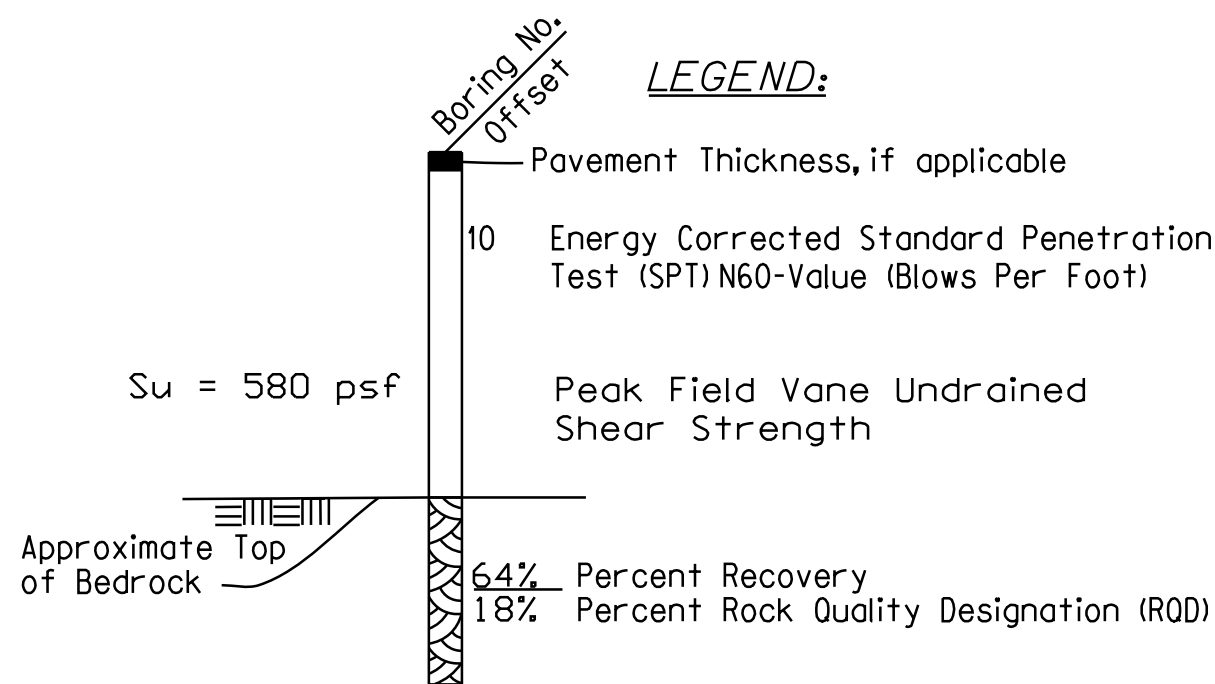 Boring No.
Offset
LEGEND:
Pavement Thickness, if applicable
10 Energy Corrected Standard Penetration
Test (SPT) N60-Value (Blows Per Foot)
Su = 580 psf Peak Field Vane Undrained
Shear Strength
Approximate Top
of Bedrock
64% Percent Recovery
18% Percent Rock Quality Designation (RQD)